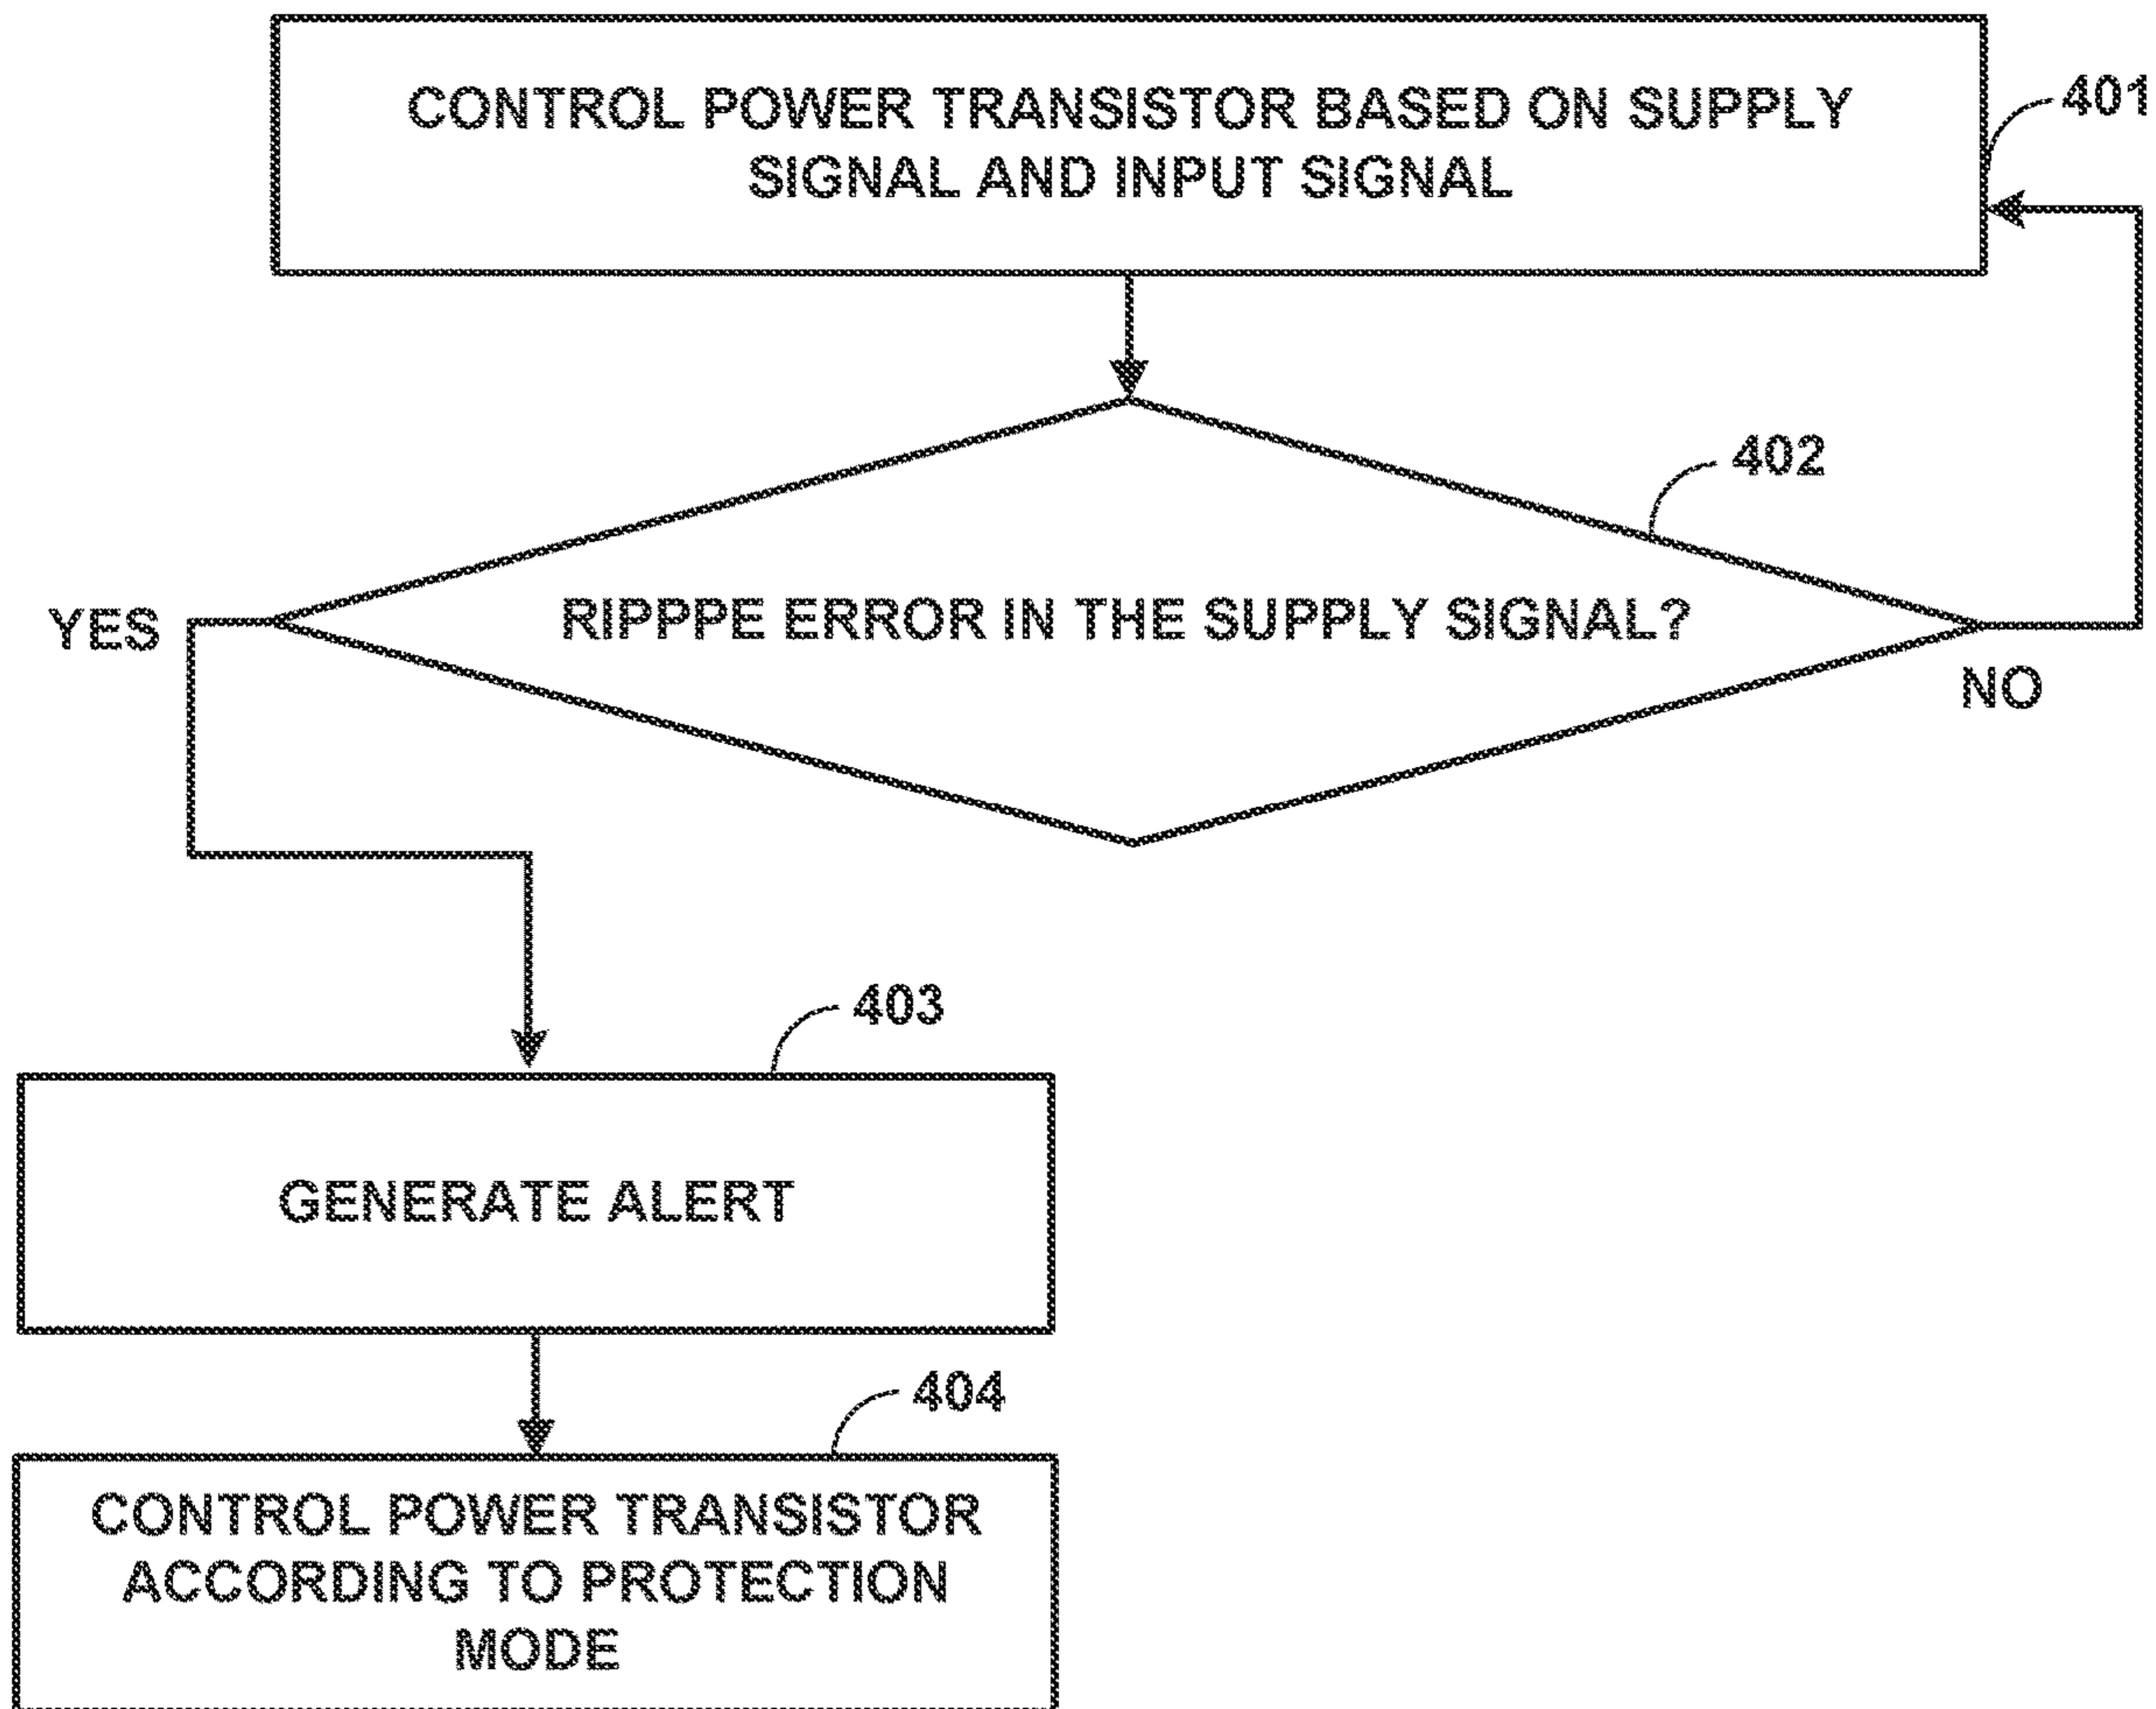 CONTROL POWER TRANSISTOR BASED ON SUPPLY
SIGNAL AND INPUT SIGNAL
401
402
RIPPPE ERROR IN THE SUPPLY SIGNAL?
YES
NO
403
GENERATE ALERT
404
CONTROL POWER TRANSISTOR
ACCORDING TO PROTECTION
MODE